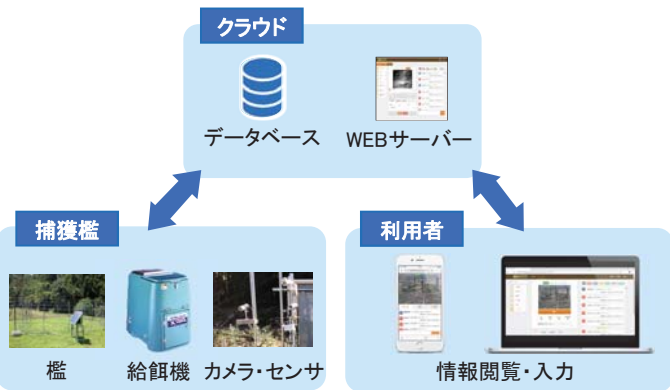 クラウド
データベース
WEBサーバー
捕獲檻
檻
給餌機
カメラ・センサ
利用者
情報閲覧・入力